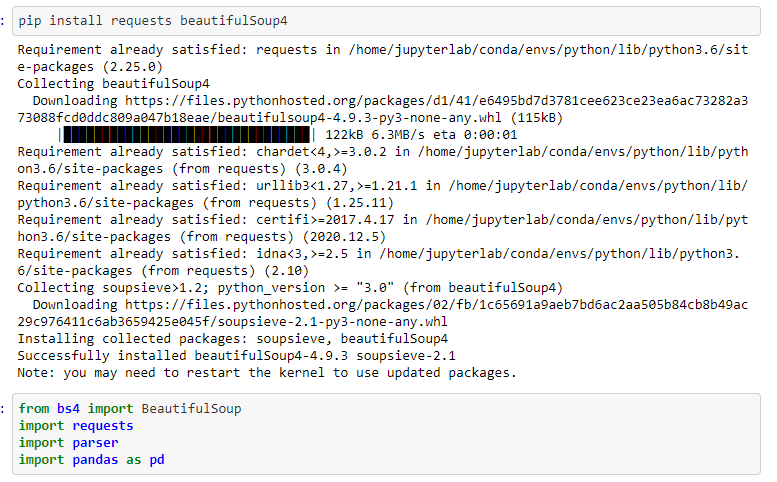 : pip install requests beautifulSoup4
Requirement already satisfied: requests in /home/jupyterlab/conda/envs/python/lib/python3.6/sit
e-packages (2.25.0)
Collecting beautifulSoup4
  Downloading https://files.pythonhosted.org/packages/d1/41/e6495bd7d3781cee623ce23ea6ac73282a3
73088fcd0ddc809a047b18eae/beautifulsoup4-4.9.3-py3-none-any.whl (115kB)
     |████████████████████████████████| 122kB 6.3MB/s eta 0:00:01
Requirement already satisfied: chardet<4,>=3.0.2 in /home/jupyterlab/conda/envs/python/lib/pyth
on3.6/site-packages (from requests) (3.0.4)
Requirement already satisfied: urllib3<1.27,>=1.21.1 in /home/jupyterlab/conda/envs/python/lib/
python3.6/site-packages (from requests) (1.25.11)
Requirement already satisfied: certifi>=2017.4.17 in /home/jupyterlab/conda/envs/python/lib/pyt
hon3.6/site-packages (from requests) (2020.12.5)
Requirement already satisfied: idna<3,>=2.5 in /home/jupyterlab/conda/envs/python/lib/python3.
6/site-packages (from requests) (2.10)
Collecting soupsieve>1.2; python_version >= "3.0" (from beautifulSoup4)
  Downloading https://files.pythonhosted.org/packages/02/fb/1c65691a9aeb7bd6ac2aa505b84cb8b49ac
29c976411c6ab3659425e045f/soupsieve-2.1-py3-none-any.whl
Installing collected packages: soupsieve, beautifulSoup4
Successfully installed beautifulSoup4-4.9.3 soupsieve-2.1
Note: you may need to restart the kernel to use updated packages.
: from bs4 import BeautifulSoup
import requests
import parser
import pandas as pd